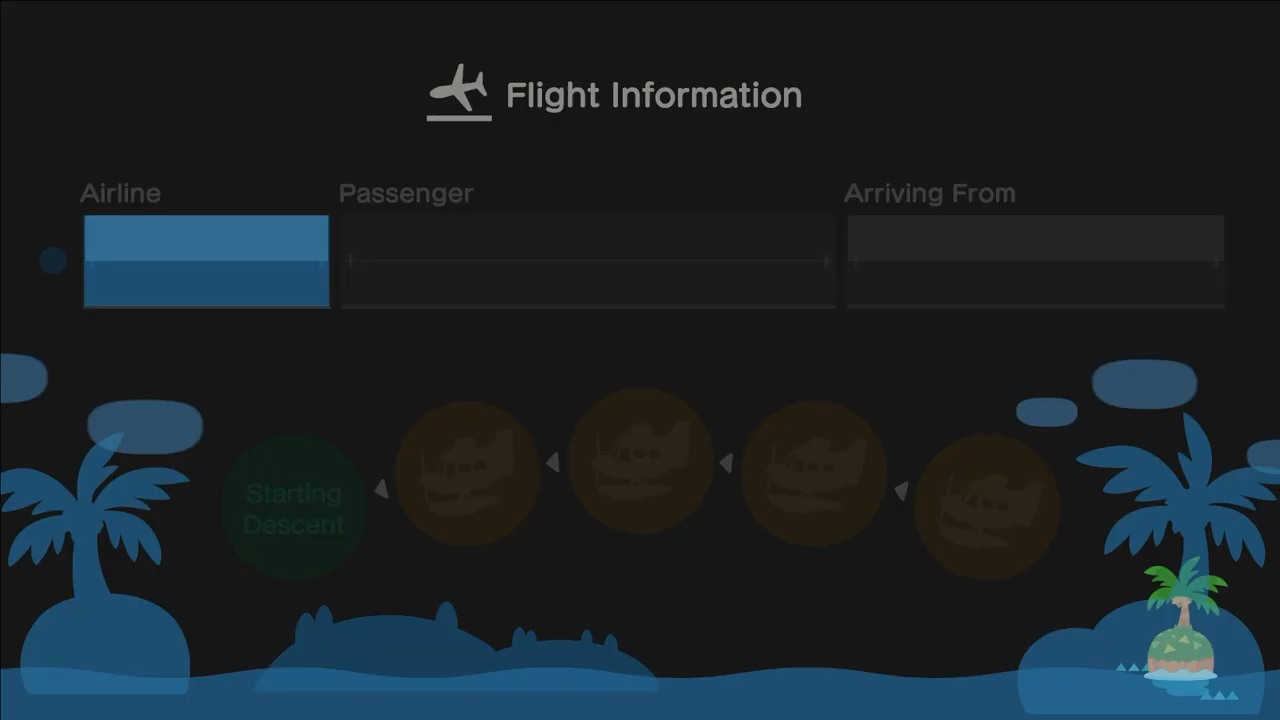 Flight Information
Airline
Passenger
Arriving From
Starting
Descent